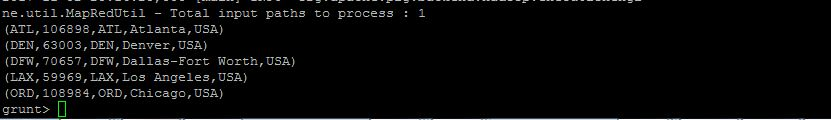 ne.util.MapRedUtil - Total input paths to process : 1
(ATL,106898,ATL,Atlanta,USA)
(DEN,63003,DEN,Denver,USA)
(DFW,70657,DFW,Dallas-Fort Worth,USA)
(LAX,59969,LAX,Los Angeles,USA)
(ORD,108984,ORD,Chicago,USA)
grunt>